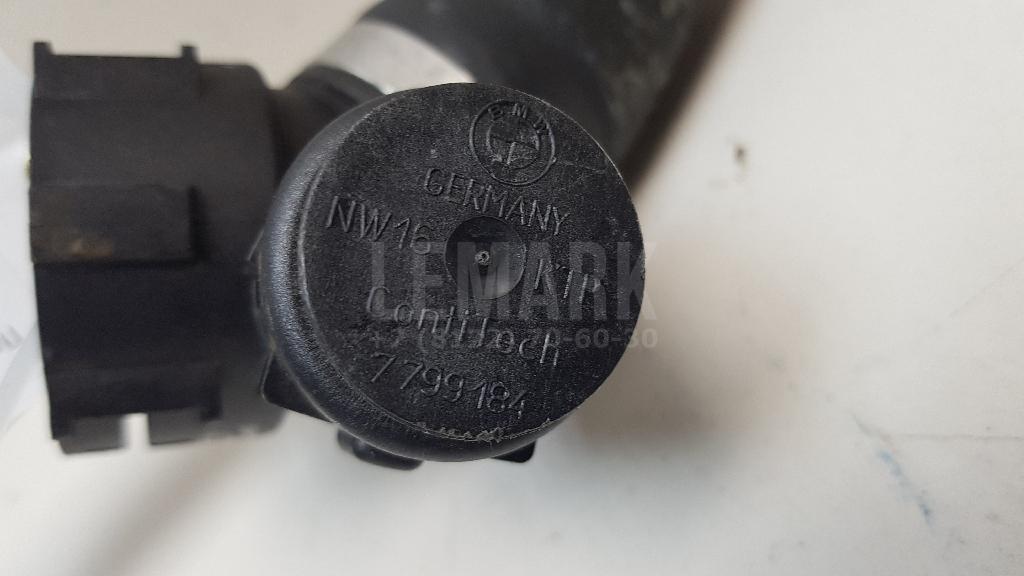 BMW
GERMANY
NW16 KTR
LEMARK
ContiTech
7799184